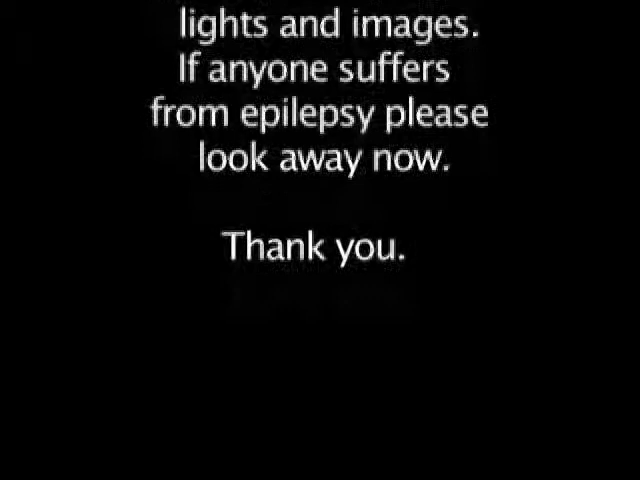 lights and images.
If anyone suffers
from epilepsy please
look away now.
Thank you.